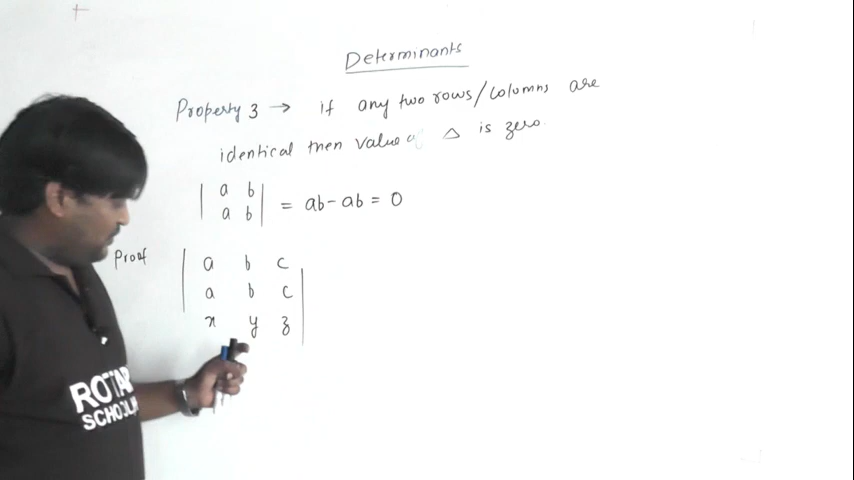 Determinants
Property 3 → if any two rows/columns are
identical then value of Δ is zero.
| a b |
| a b | = ab - ab = 0
Proof | a b c |
| a b c |
| x y z |
SCHOOL